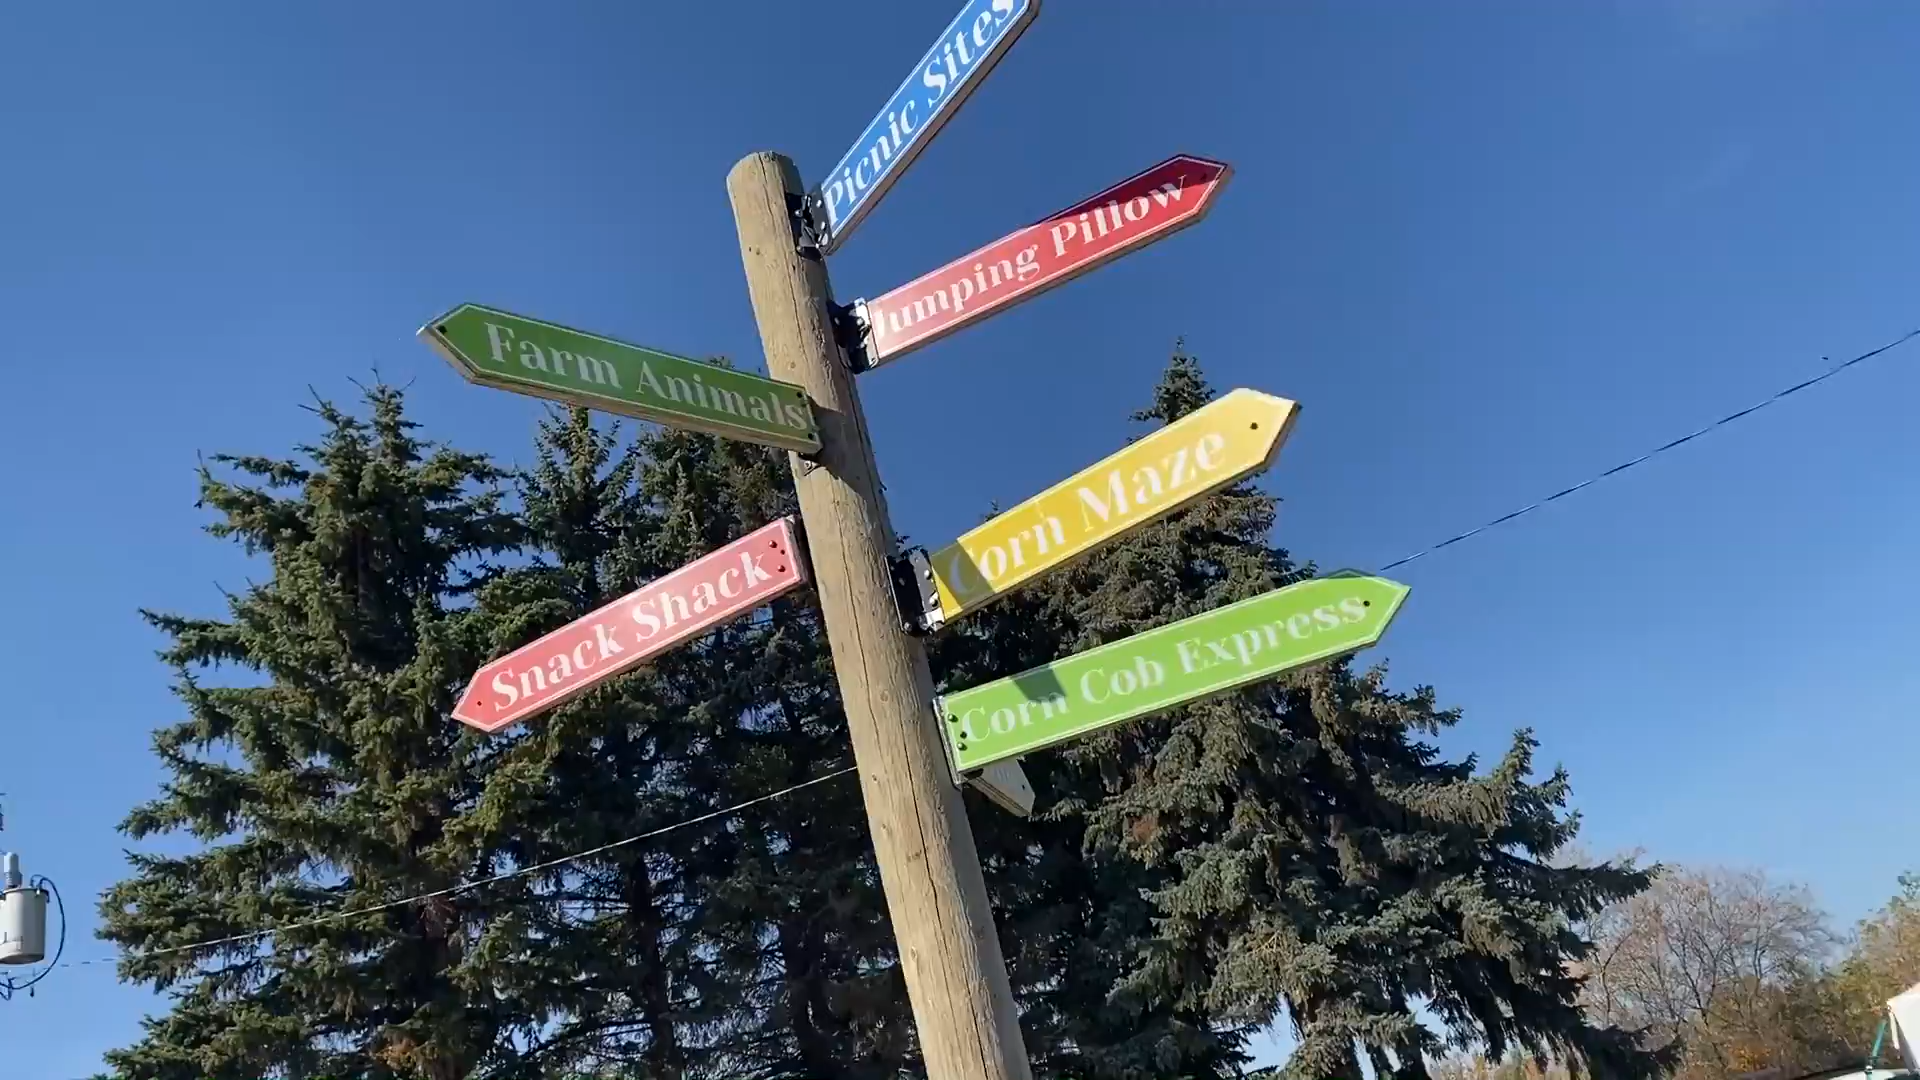 Picnic Sites
Jumping Pillow
Farm Animals
Corn Maze
Snack Shack
Corn Cob Express